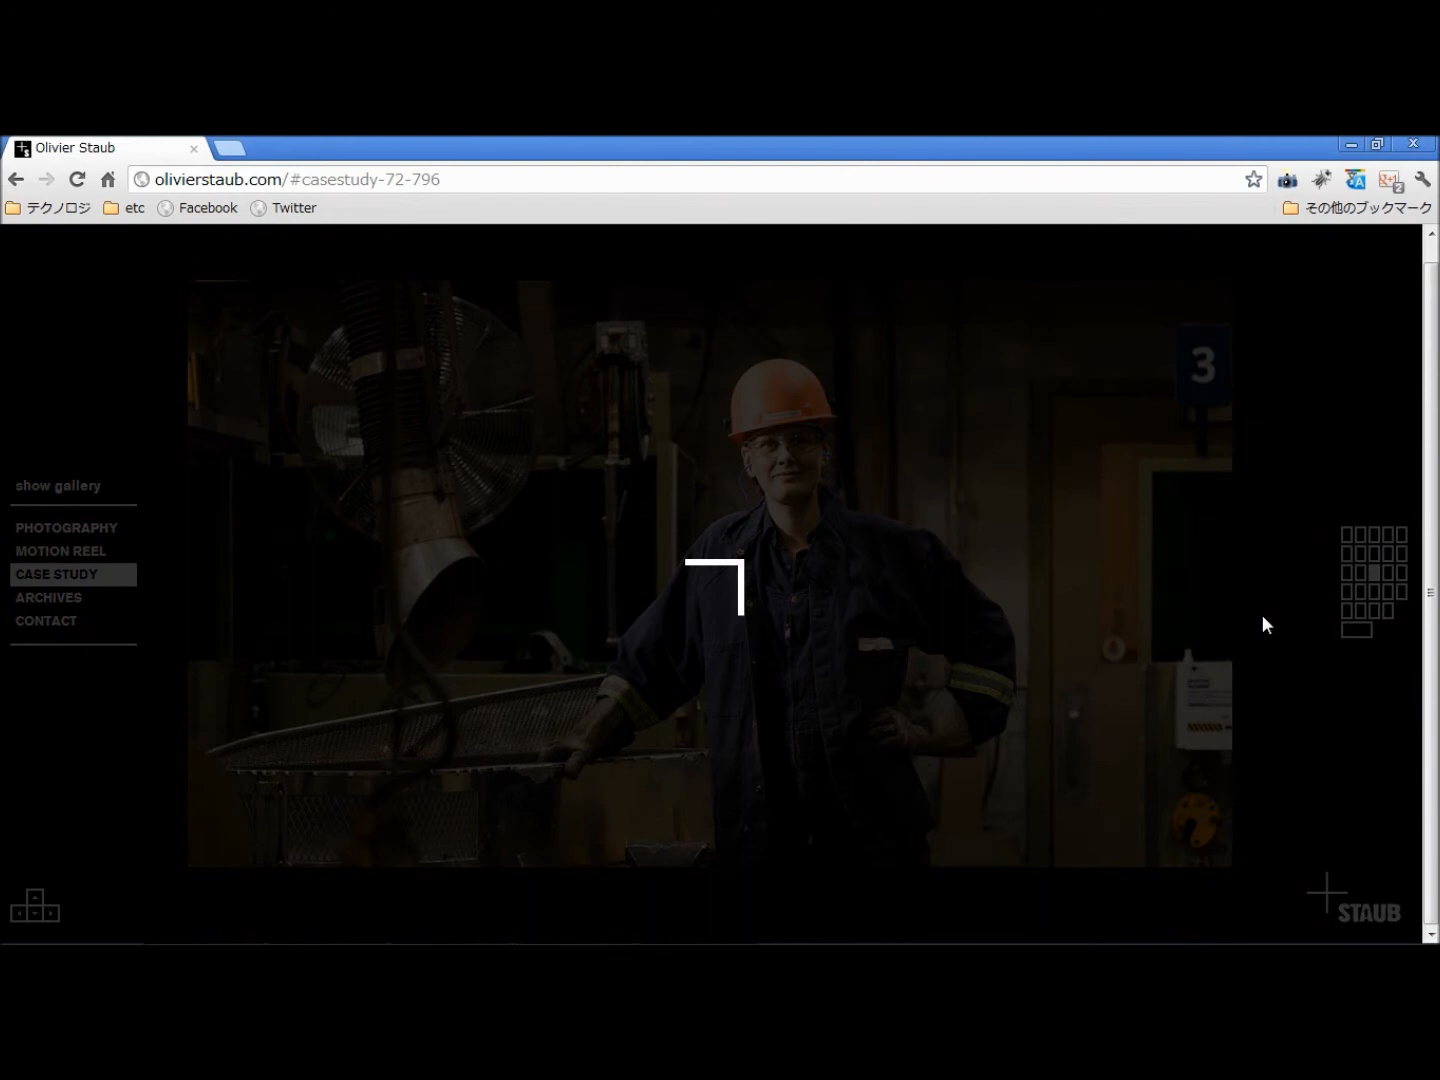 Olivier Staub
olivierstaub.com/#casestudy-72-796
テクノロジ etc Facebook Twitter その他のブックマーク
3
show gallery
PHOTOGRAPHY
MOTION REEL
CASE STUDY
ARCHIVES
CONTACT
STAUB